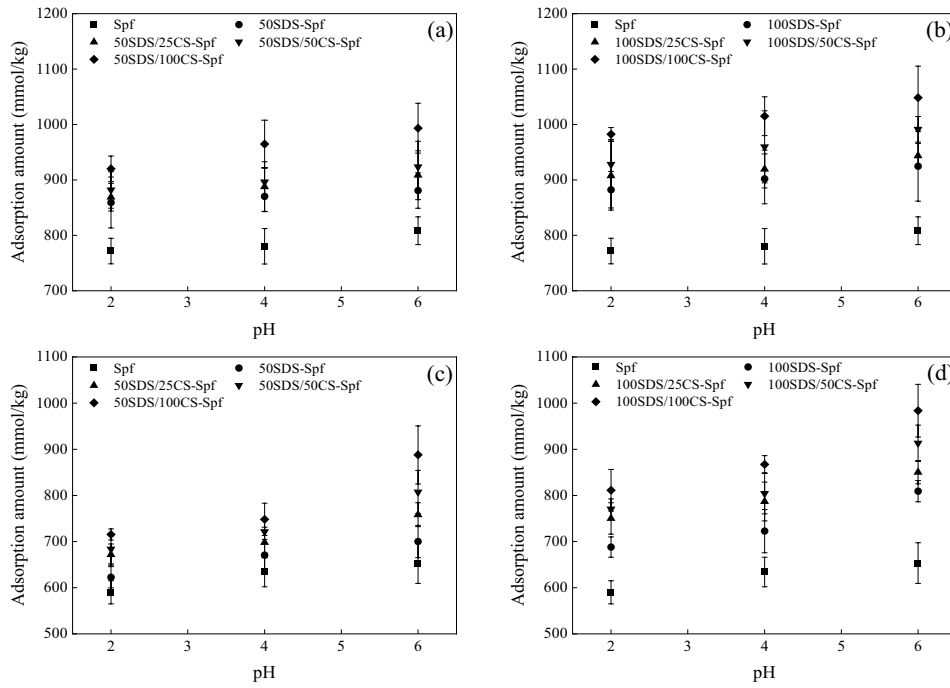 1200
1100
1000
900
800
700
Adsorption amount (mmol/kg)
Spf
50SDS-Spf
50SDS/25CS-Spf
50SDS/50CS-Spf
50SDS/100CS-Spf
(a)
2
3
4
5
6
pH
1200
1100
1000
900
800
700
Adsorption amount (mmol/kg)
Spf
100SDS-Spf
100SDS/25CS-Spf
100SDS/50CS-Spf
100SDS/100CS-Spf
(b)
2
3
4
5
6
pH
1100
1000
900
800
700
600
500
Adsorption amount (mmol/kg)
Spf
50SDS-Spf
50SDS/25CS-Spf
50SDS/50CS-Spf
50SDS/100CS-Spf
(c)
2
3
4
5
6
pH
1100
1000
900
800
700
600
500
Adsorption amount (mmol/kg)
Spf
100SDS-Spf
100SDS/25CS-Spf
100SDS/50CS-Spf
100SDS/100CS-Spf
(d)
2
3
4
5
6
pH